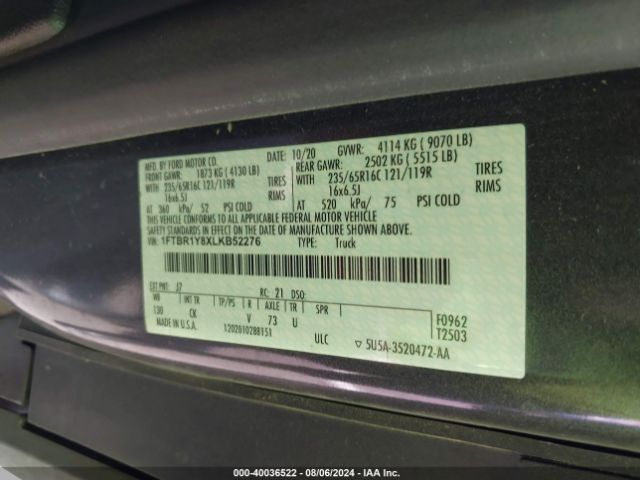 MFD. BY FORD MOTOR CO. DATE: 10/20 GVWR: 4114 KG ( 9070 LB)
FRONT GAWR: 1873 KG ( 4130 LB) REAR GAWR: 2502 KG ( 5515 LB)
WITH 235/65R16C 121/119R TIRES WITH 235/65R16C 121/119R TIRES
16x6.5J RIMS 16x6.5J RIMS
AT 360 kPa/ 52 PSI COLD AT 520 kPa/ 75 PSI COLD
THIS VEHICLE CONFORMS TO ALL APPLICABLE FEDERAL MOTOR VEHICLE
SAFETY STANDARDS IN EFFECT ON THE DATE OF MANUFACTURE SHOWN ABOVE.
VIN: 1FTBR1Y8XLKB52276 TYPE: Truck
EXT PNT: J7 RC: 21 DSO:
WB INT TR TP/PS R AXLE TR SPR
130 CK V 73 U F0962
T2503
MADE IN U.S.A. 1202010288151 ULC ▽ 5U5A-3520472-AA
000-40036522 - 08/06/2024 - IAA Inc.